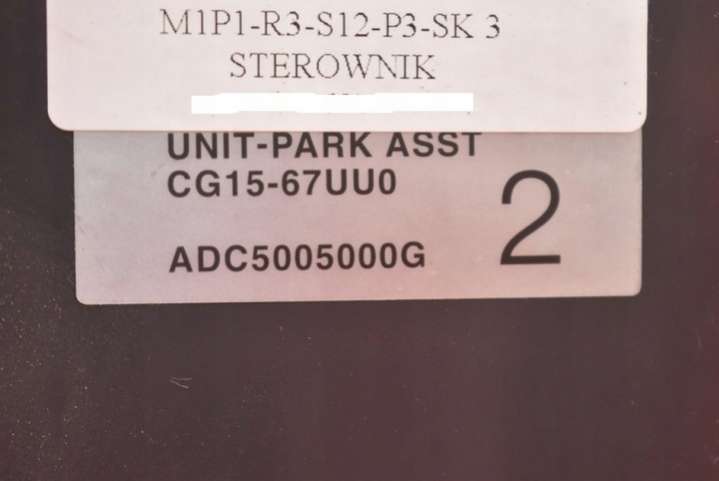 M1P1-R3-S12-P3-SK 3
STEROWNIK
UNIT-PARK ASST
CG15-67UU0
2
ADC5005000G